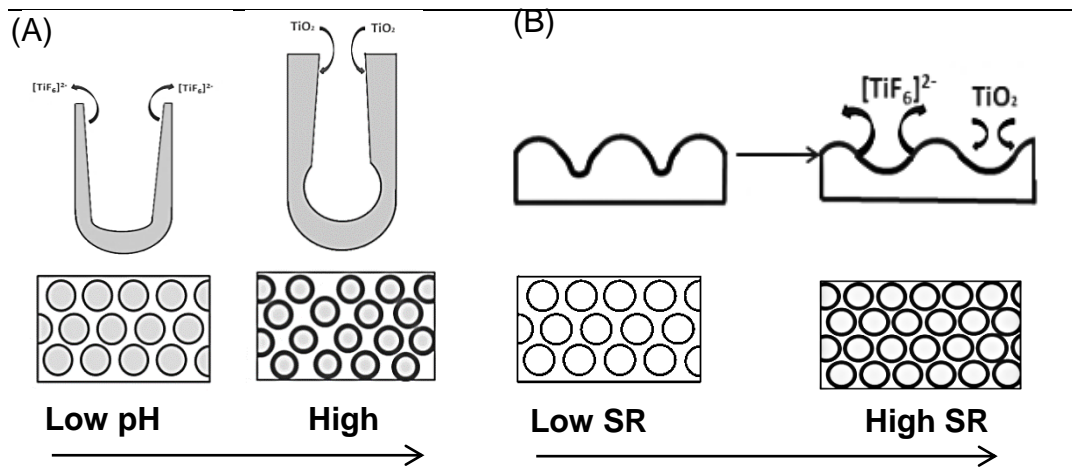 (A)
TiO₂ TiO₂
[TiF₆]²⁻ [TiF₆]²⁻
Low pH High
(B)
[TiF₆]²⁻
TiO₂
Low SR High SR